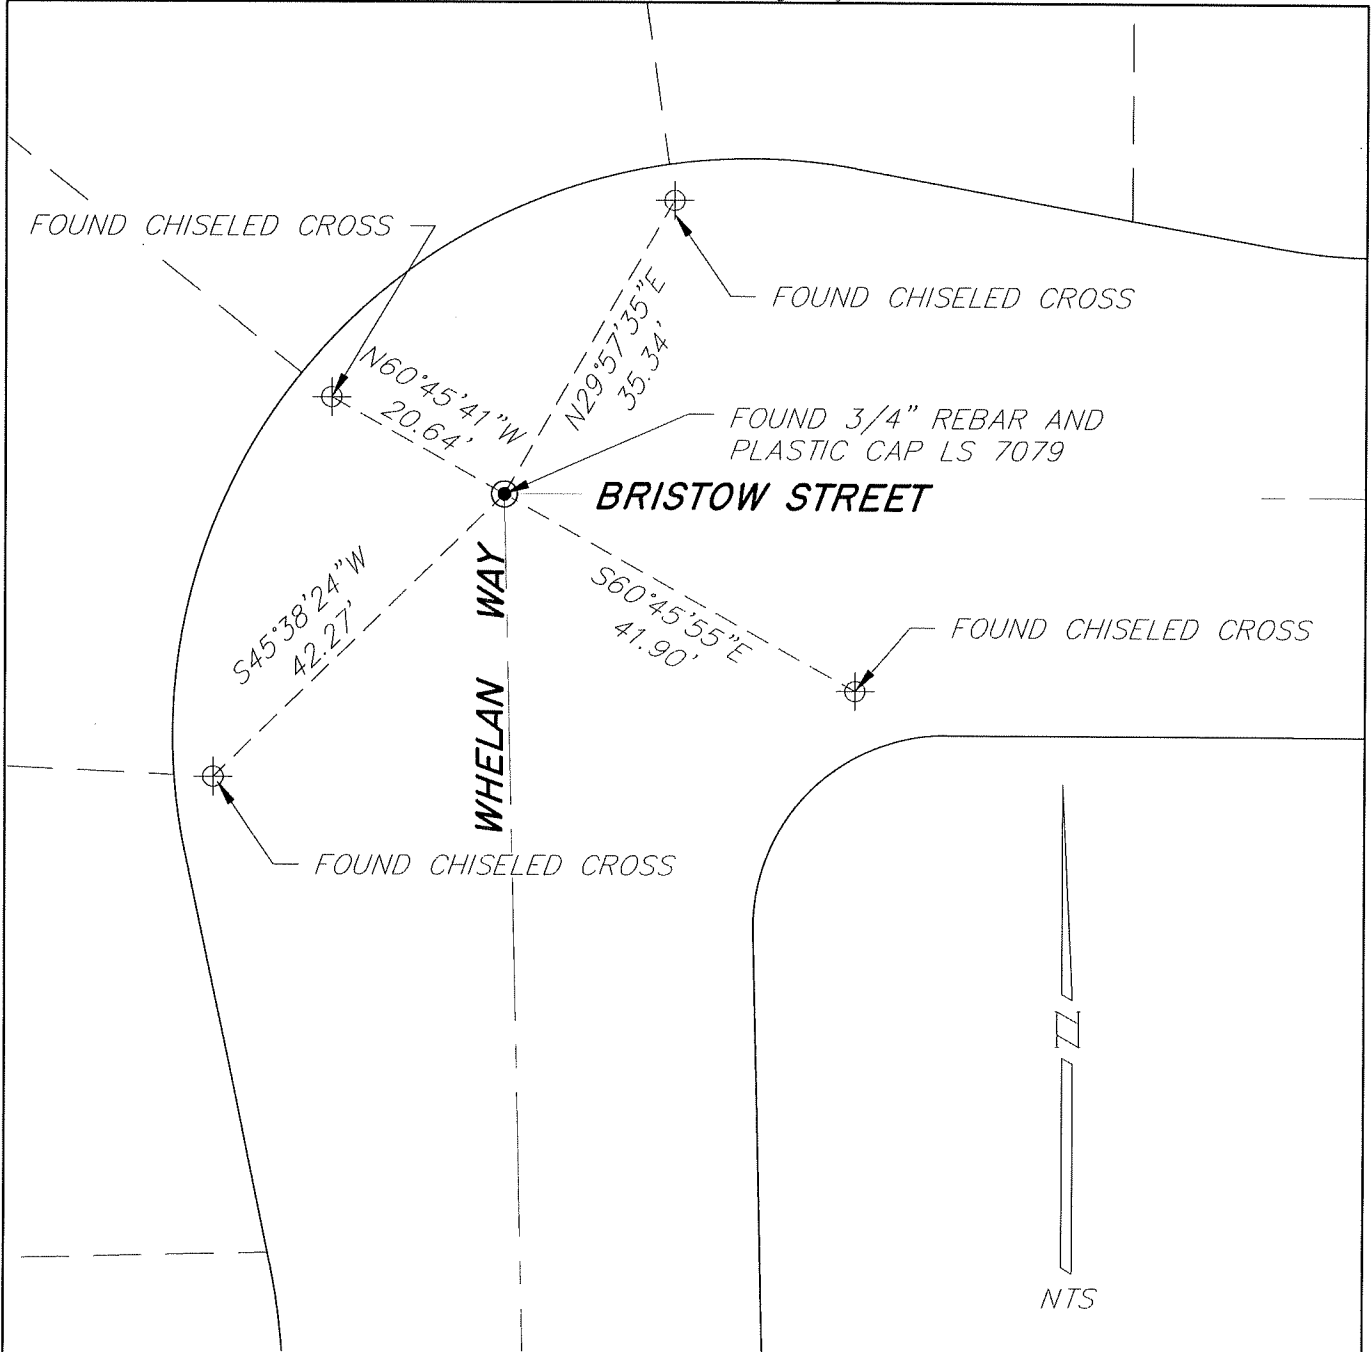 FOUND CHISELED CROSS
FOUND CHISELED CROSS
N29°57'35"E
35.34'
N60°45'41"W
20.64'
FOUND 3/4" REBAR AND
PLASTIC CAP LS 7079
BRISTOW STREET
WHELAN WAY
S45°38'24"W
42.27'
S60°45'55"E
41.90'
FOUND CHISELED CROSS
FOUND CHISELED CROSS
N
NTS